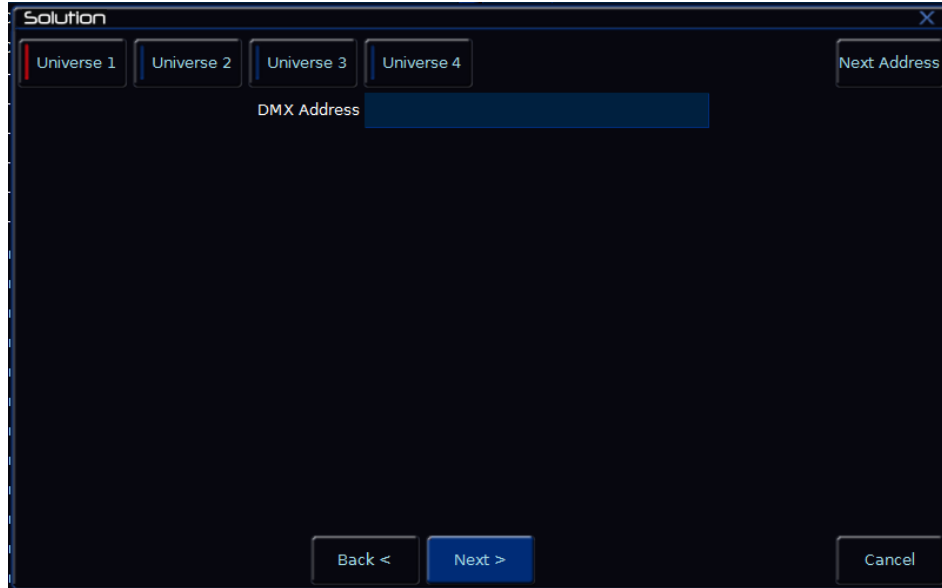 Solution X
Universe 1 Universe 2 Universe 3 Universe 4 Next Address
DMX Address
Back < Next > Cancel